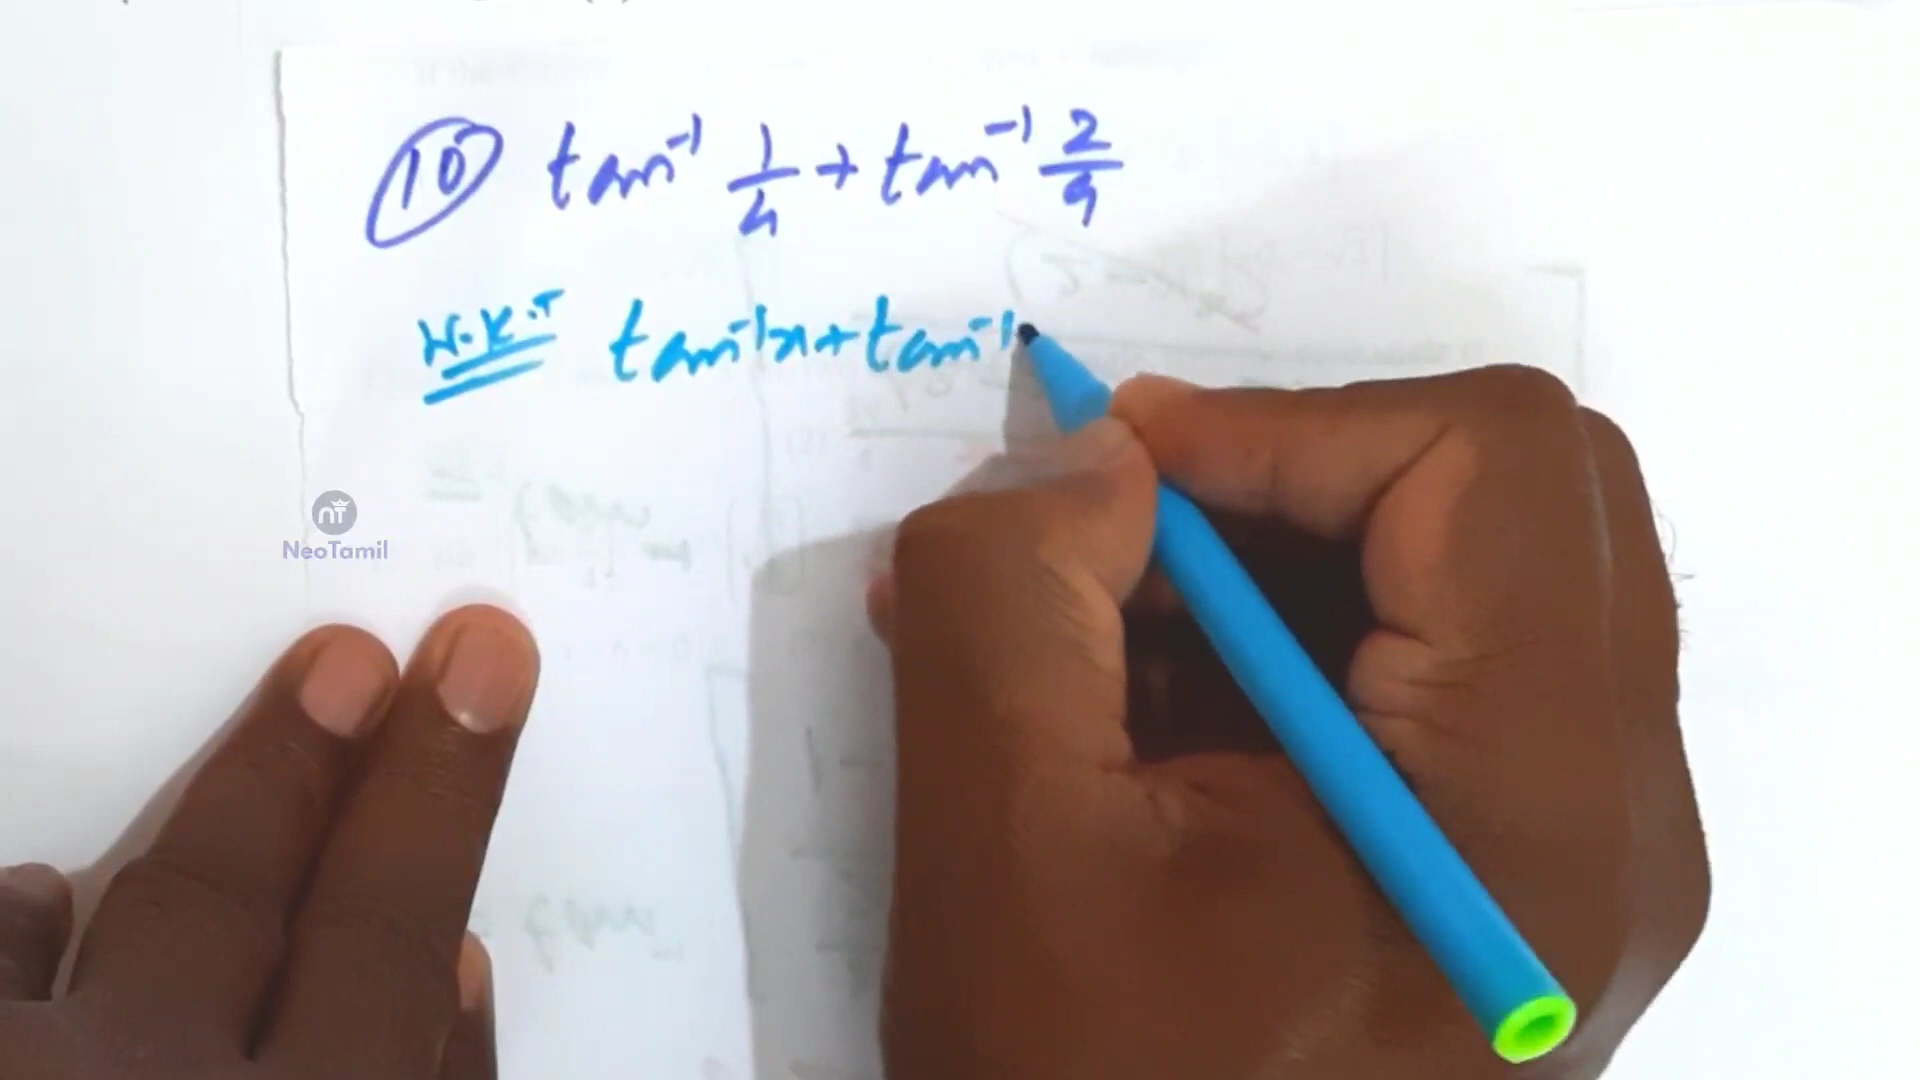 10 tan⁻¹ 1/4 + tan⁻¹ 2/9
W.K.T tan⁻¹x + tan⁻¹
NeoTamil